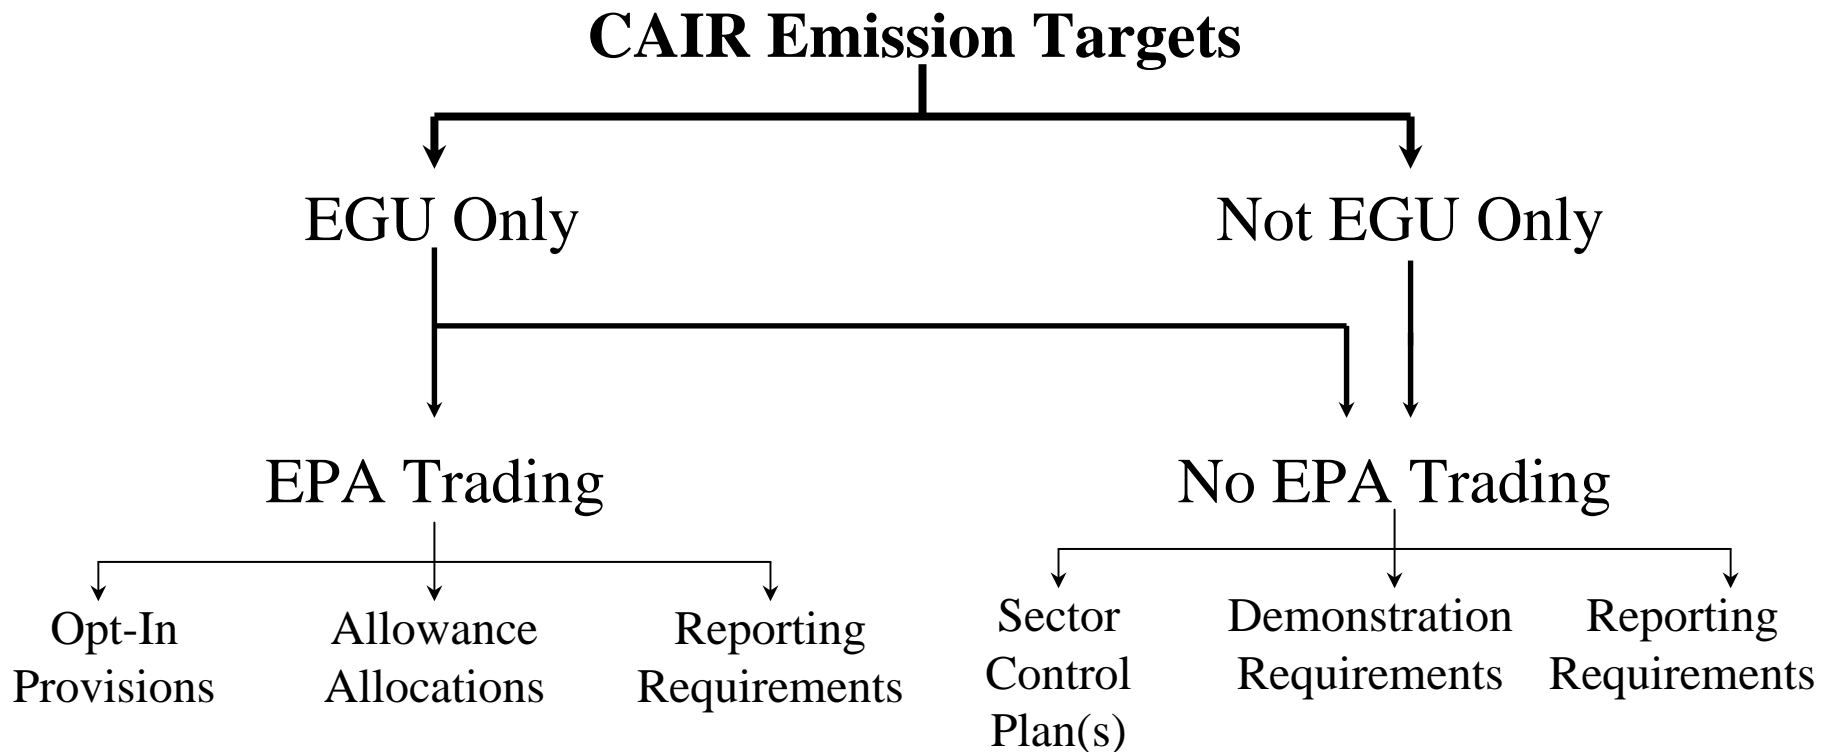 CAIR Emission Targets
EGU Only
Not EGU Only
EPA Trading
No EPA Trading
Opt-In
Provisions
Allowance
Allocations
Reporting
Requirements
Sector
Control
Plan(s)
Demonstration
Requirements
Reporting
Requirements